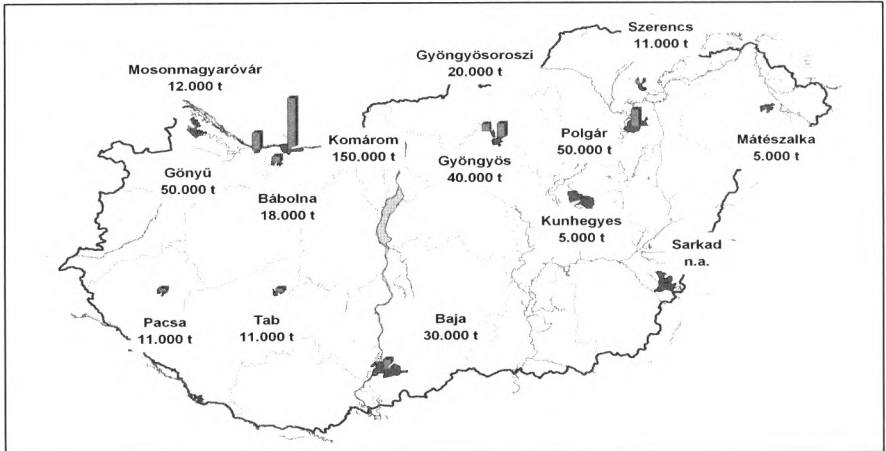 Szerencs
11.000 t
Gyöngyösoroszi
20.000 t
Mosonmagyaróvár
12.000 t
Komárom
150.000 t
Polgár
50.000 t
Mátészalka
5.000 t
Gyöngyös
40.000 t
Gönyű
50.000 t
Bábolna
18.000 t
Kunhegyes
5.000 t
Sarkad
n.a.
Pacsa
11.000 t
Tab
11.000 t
Baja
30.000 t